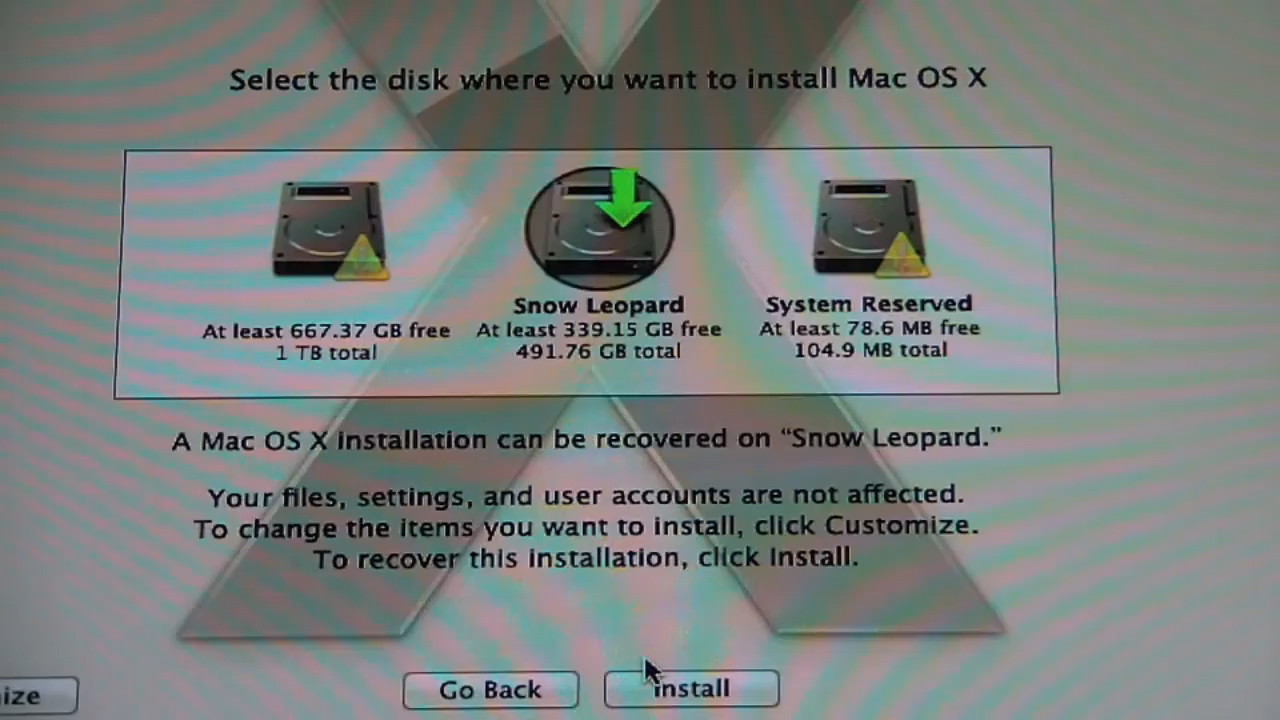 Select the disk where you want to install Mac OS X
Snow Leopard
System Reserved
At least 667.37 GB free
At least 339.15 GB free
At least 78.6 MB free
1 TB total
491.76 GB total
104.9 MB total
A Mac OS X installation can be recovered on “Snow Leopard.”
Your files, settings, and user accounts are not affected.
To change the items you want to install, click Customize.
To recover this installation, click Install.
ize
Go Back
Install